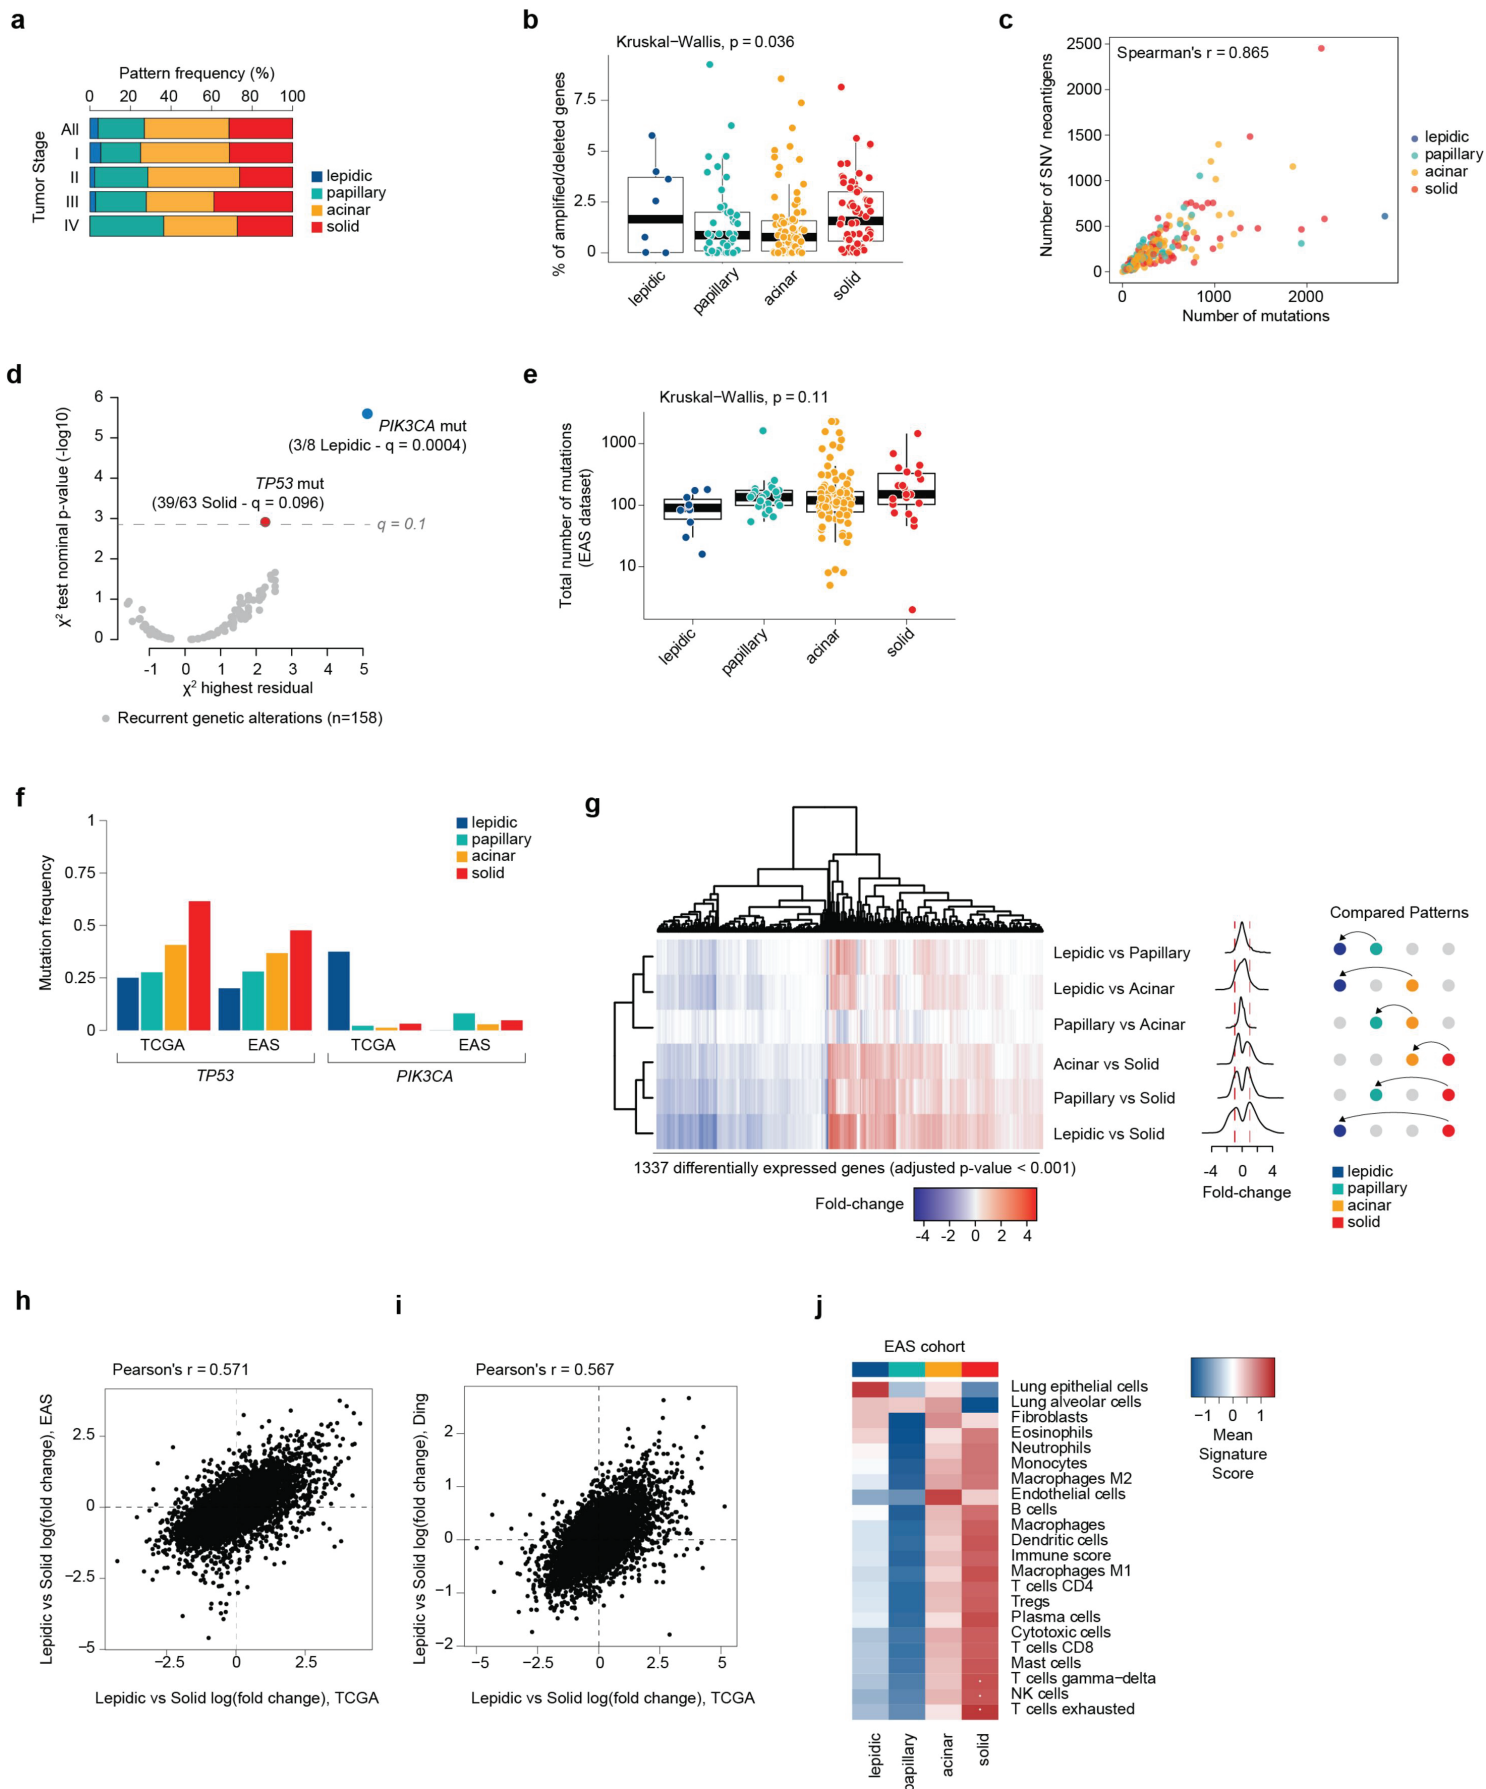 a
Pattern frequency (%)
0 20 40 60 80 100
Tumor Stage
All
I
II
III
IV
lepidic
papillary
acinar
solid
b
Kruskal−Wallis, p = 0.036
% of amplified/deleted genes
7.5
5
2.5
0
lepidic
papillary
acinar
solid
c
Spearman's r = 0.865
Number of SNV neoantigens
2500
2000
1500
1000
500
0
0 1000 2000
Number of mutations
lepidic
papillary
acinar
solid
d
χ² test nominal p-value (-log10)
6
5
4
3
2
1
0
PIK3CA mut
(3/8 Lepidic - q = 0.0004)
TP53 mut
(39/63 Solid - q = 0.096)
q = 0.1
-1 0 1 2 3 4 5
χ² highest residual
Recurrent genetic alterations (n=158)
e
Kruskal−Wallis, p = 0.11
Total number of mutations
(EAS dataset)
1000
100
10
lepidic
papillary
acinar
solid
f
Mutation frequency
1
0.75
0.5
0.25
0
lepidic
papillary
acinar
solid
TCGA EAS TCGA EAS
TP53 PIK3CA
g
Lepidic vs Papillary
Lepidic vs Acinar
Papillary vs Acinar
Acinar vs Solid
Papillary vs Solid
Lepidic vs Solid
1337 differentially expressed genes (adjusted p-value < 0.001)
Fold-change
-4 -2 0 2 4
-4 0 4
Fold-change
Compared Patterns
lepidic
papillary
acinar
solid
h
Pearson's r = 0.571
Lepidic vs Solid log(fold change), EAS
2.5
0
−2.5
−5
−2.5 0 2.5
Lepidic vs Solid log(fold change), TCGA
i
Pearson's r = 0.567
Lepidic vs Solid log(fold change), Ding
2
1
0
−1
−2
−5 −2.5 0 2.5 5
Lepidic vs Solid log(fold change), TCGA
j
EAS cohort
Lung epithelial cells
Lung alveolar cells
Fibroblasts
Eosinophils
Neutrophils
Monocytes
Macrophages M2
Endothelial cells
B cells
Macrophages
Dendritic cells
Immune score
Macrophages M1
T cells CD4
Tregs
Plasma cells
Cytotoxic cells
T cells CD8
Mast cells
T cells gamma−delta
NK cells
T cells exhausted
lepidic
papillary
acinar
solid
−1 0 1
Mean
Signature
Score